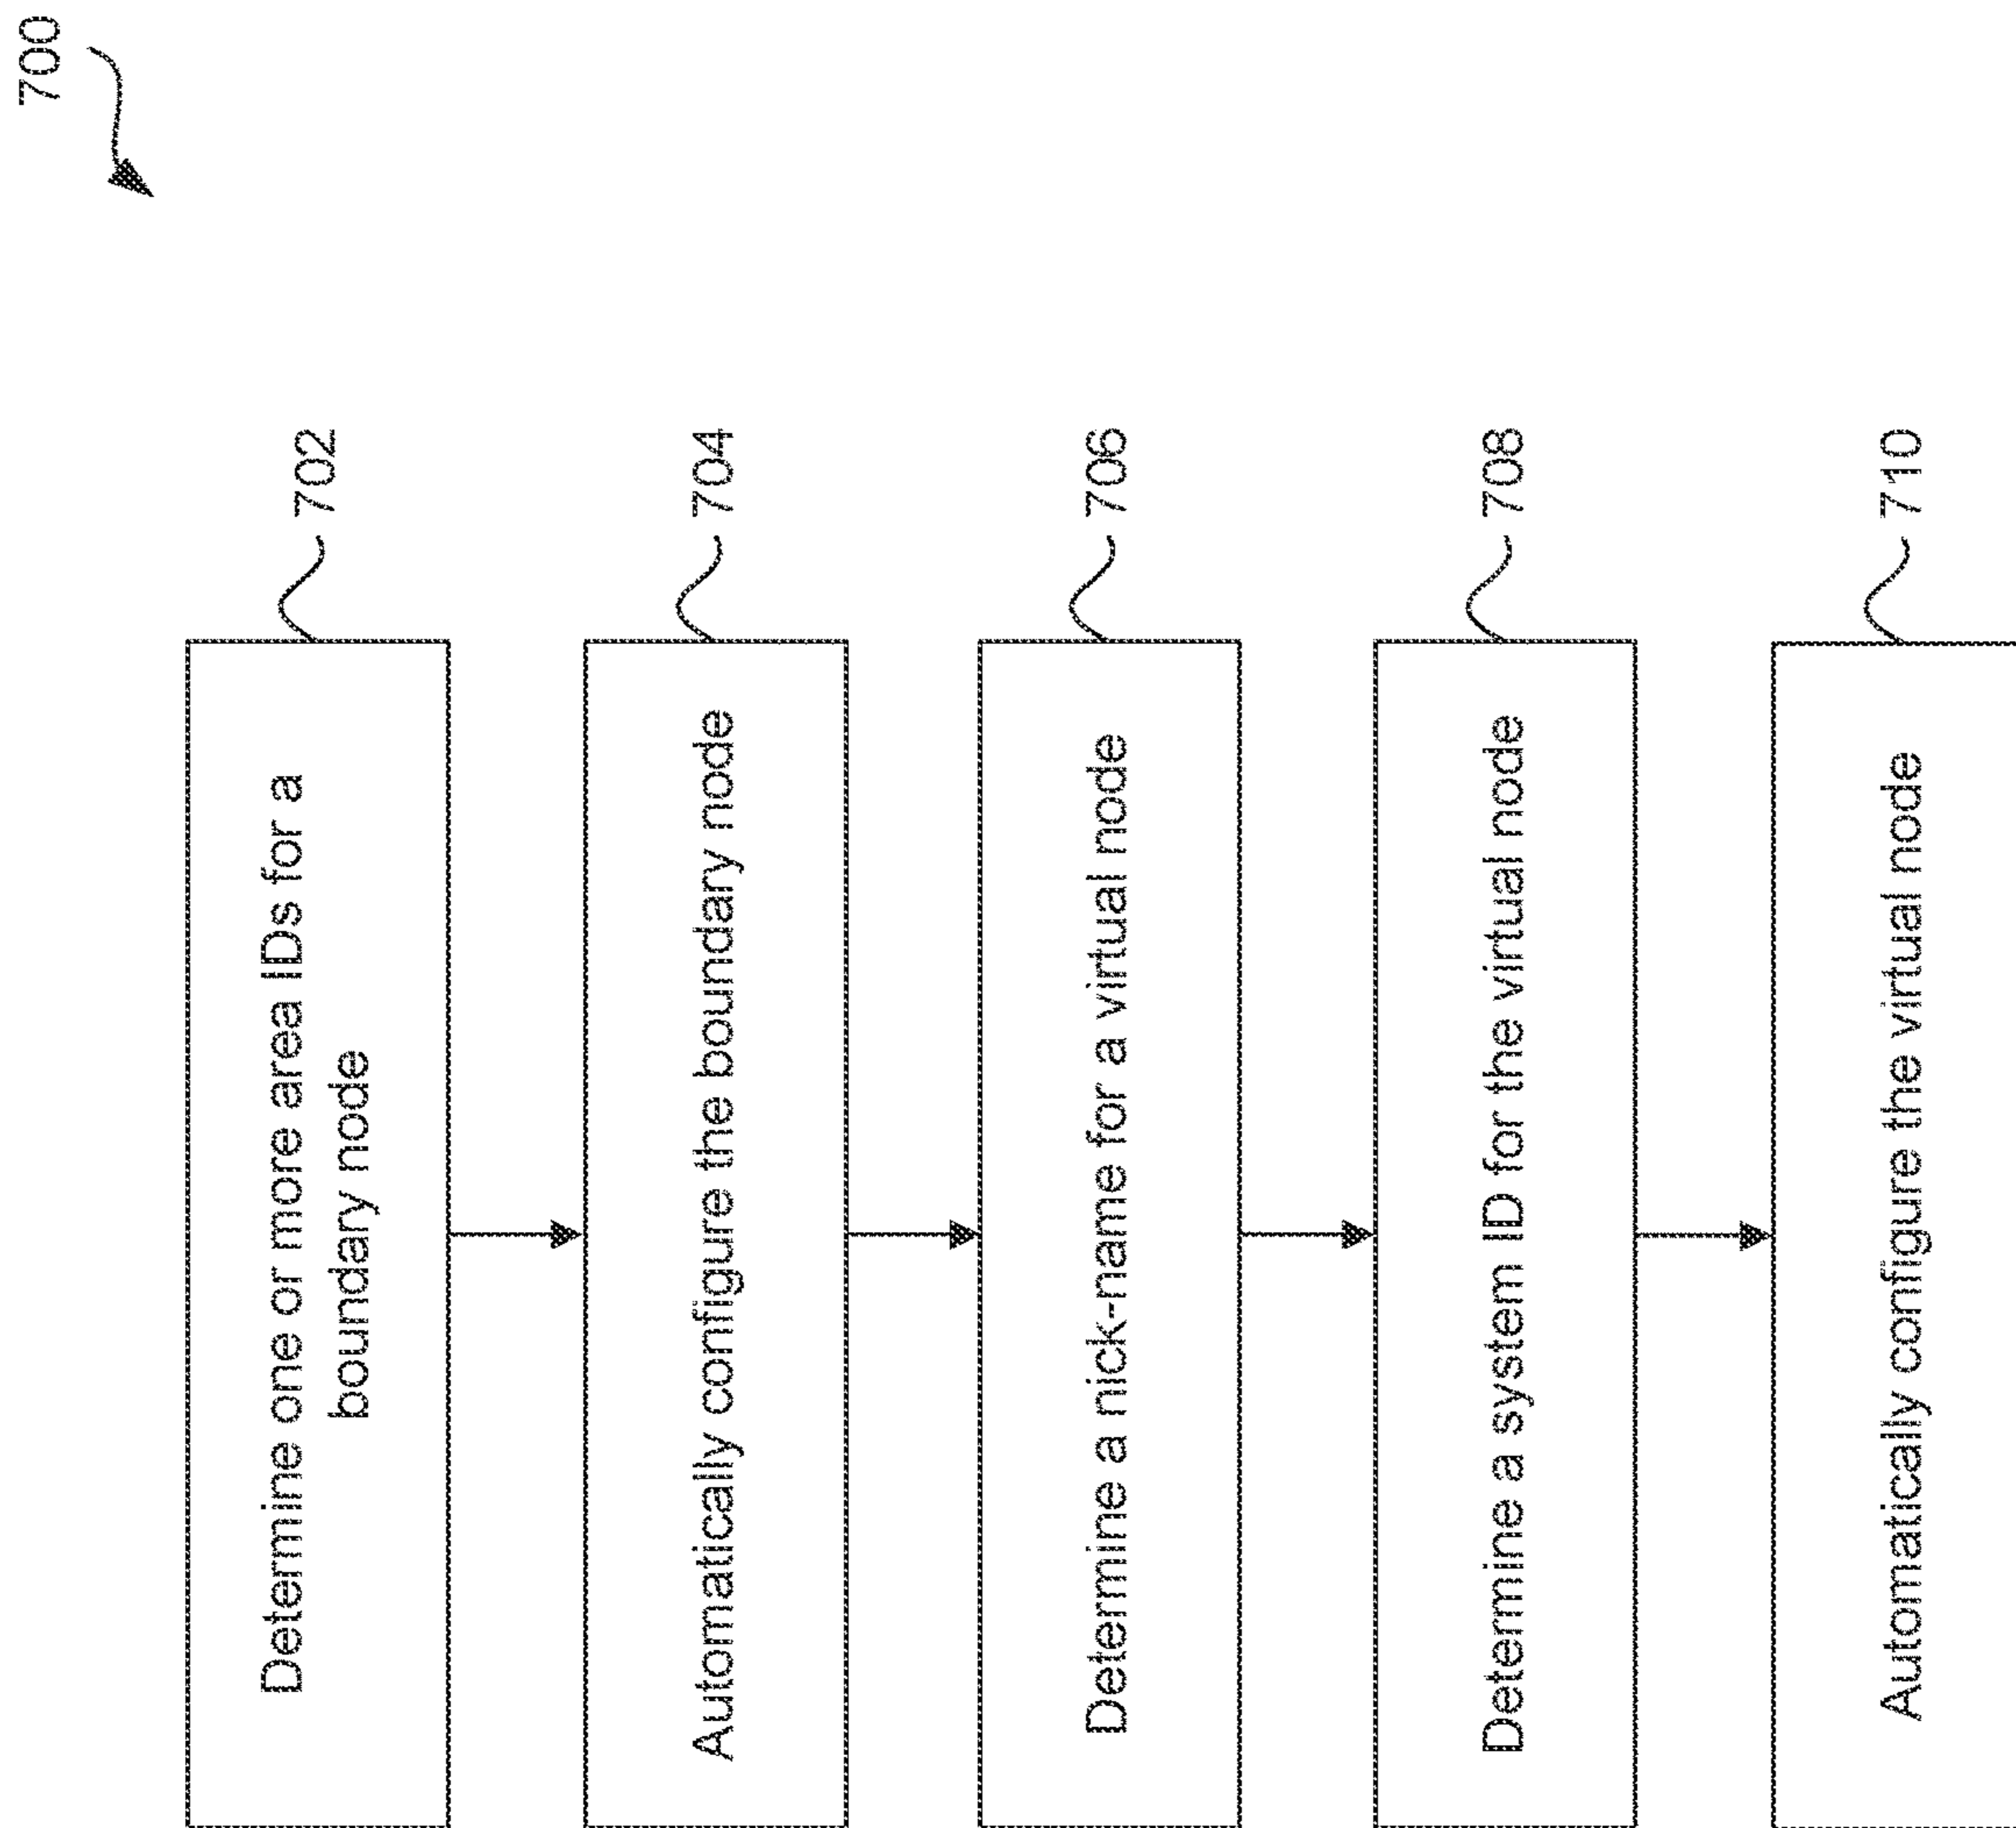 700
Determine one or more area IDs for a
boundary node
702
Automatically configure the boundary node
704
Determine a nick-name for a virtual node
706
Determine a system ID for the virtual node
708
Automatically configure the virtual node
710